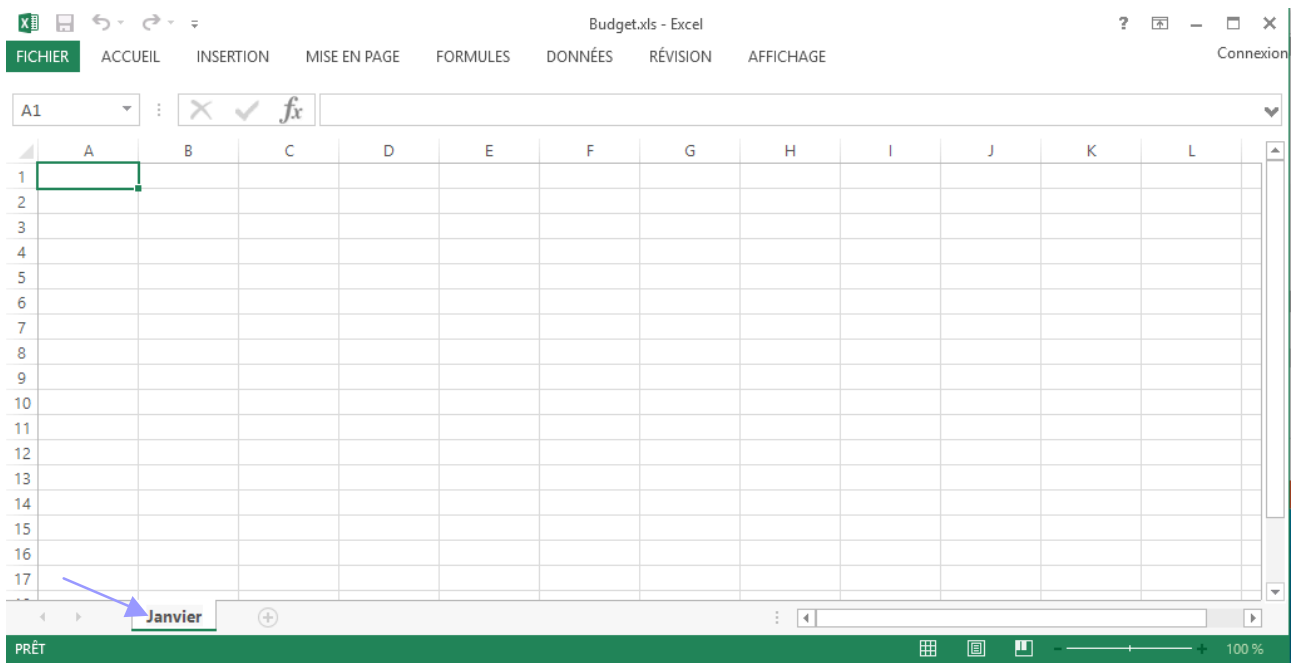 Budget.xls - Excel ?
FICHIER ACCUEIL INSERTION MISE EN PAGE FORMULES DONNÉES RÉVISION AFFICHAGE Connexion
A1 fx
A B C D E F G H I J K L
1
2
3
4
5
6
7
8
9
10
11
12
13
14
15
16
17
Janvier
PRÊT 100 %